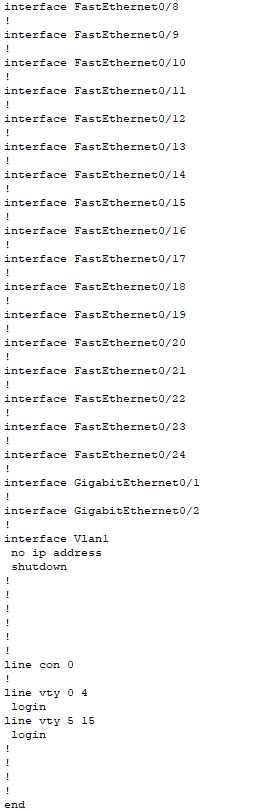 interface FastEthernet0/8
!
interface FastEthernet0/9
!
interface FastEthernet0/10
!
interface FastEthernet0/11
!
interface FastEthernet0/12
!
interface FastEthernet0/13
!
interface FastEthernet0/14
!
interface FastEthernet0/15
!
interface FastEthernet0/16
!
interface FastEthernet0/17
!
interface FastEthernet0/18
!
interface FastEthernet0/19
!
interface FastEthernet0/20
!
interface FastEthernet0/21
!
interface FastEthernet0/22
!
interface FastEthernet0/23
!
interface FastEthernet0/24
!
interface GigabitEthernet0/1
!
interface GigabitEthernet0/2
!
interface Vlan1
 no ip address
 shutdown
!
!
!
!
!
!
line con 0
!
line vty 0 4
 login
line vty 5 15
 login
!
!
!
!
end